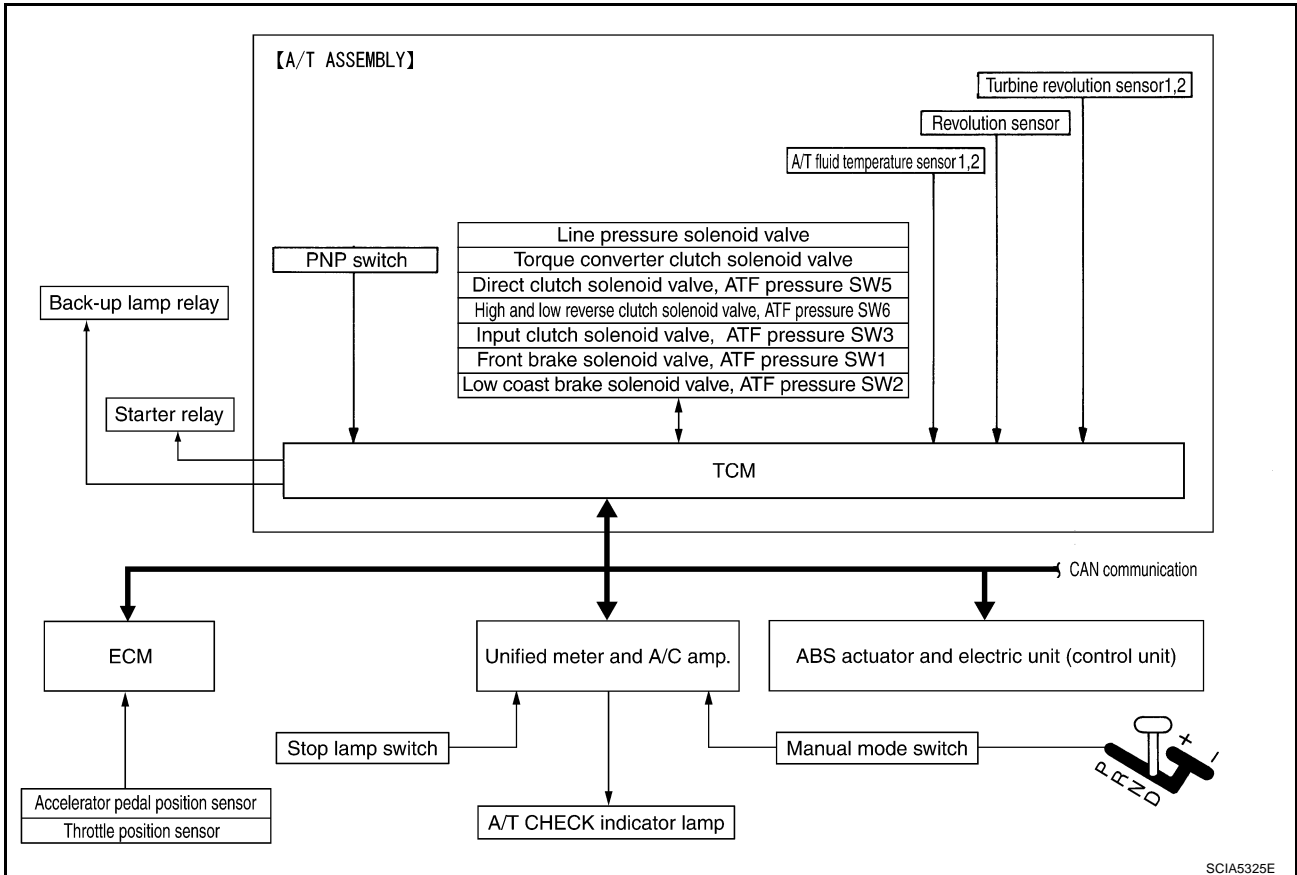 【A/T ASSEMBLY】
Turbine revolution sensor1,2
Revolution sensor
A/T fluid temperature sensor1,2
Line pressure solenoid valve
PNP switch
Torque converter clutch solenoid valve
Direct clutch solenoid valve, ATF pressure SW5
Back-up lamp relay
High and low reverse clutch solenoid valve, ATF pressure SW6
Input clutch solenoid valve, ATF pressure SW3
Front brake solenoid valve, ATF pressure SW1
Low coast brake solenoid valve, ATF pressure SW2
Starter relay
TCM
CAN communication
ECM
Unified meter and A/C amp.
ABS actuator and electric unit (control unit)
Stop lamp switch
Manual mode switch
+ −
PRND
Accelerator pedal position sensor
Throttle position sensor
A/T CHECK indicator lamp
SCIA5325E